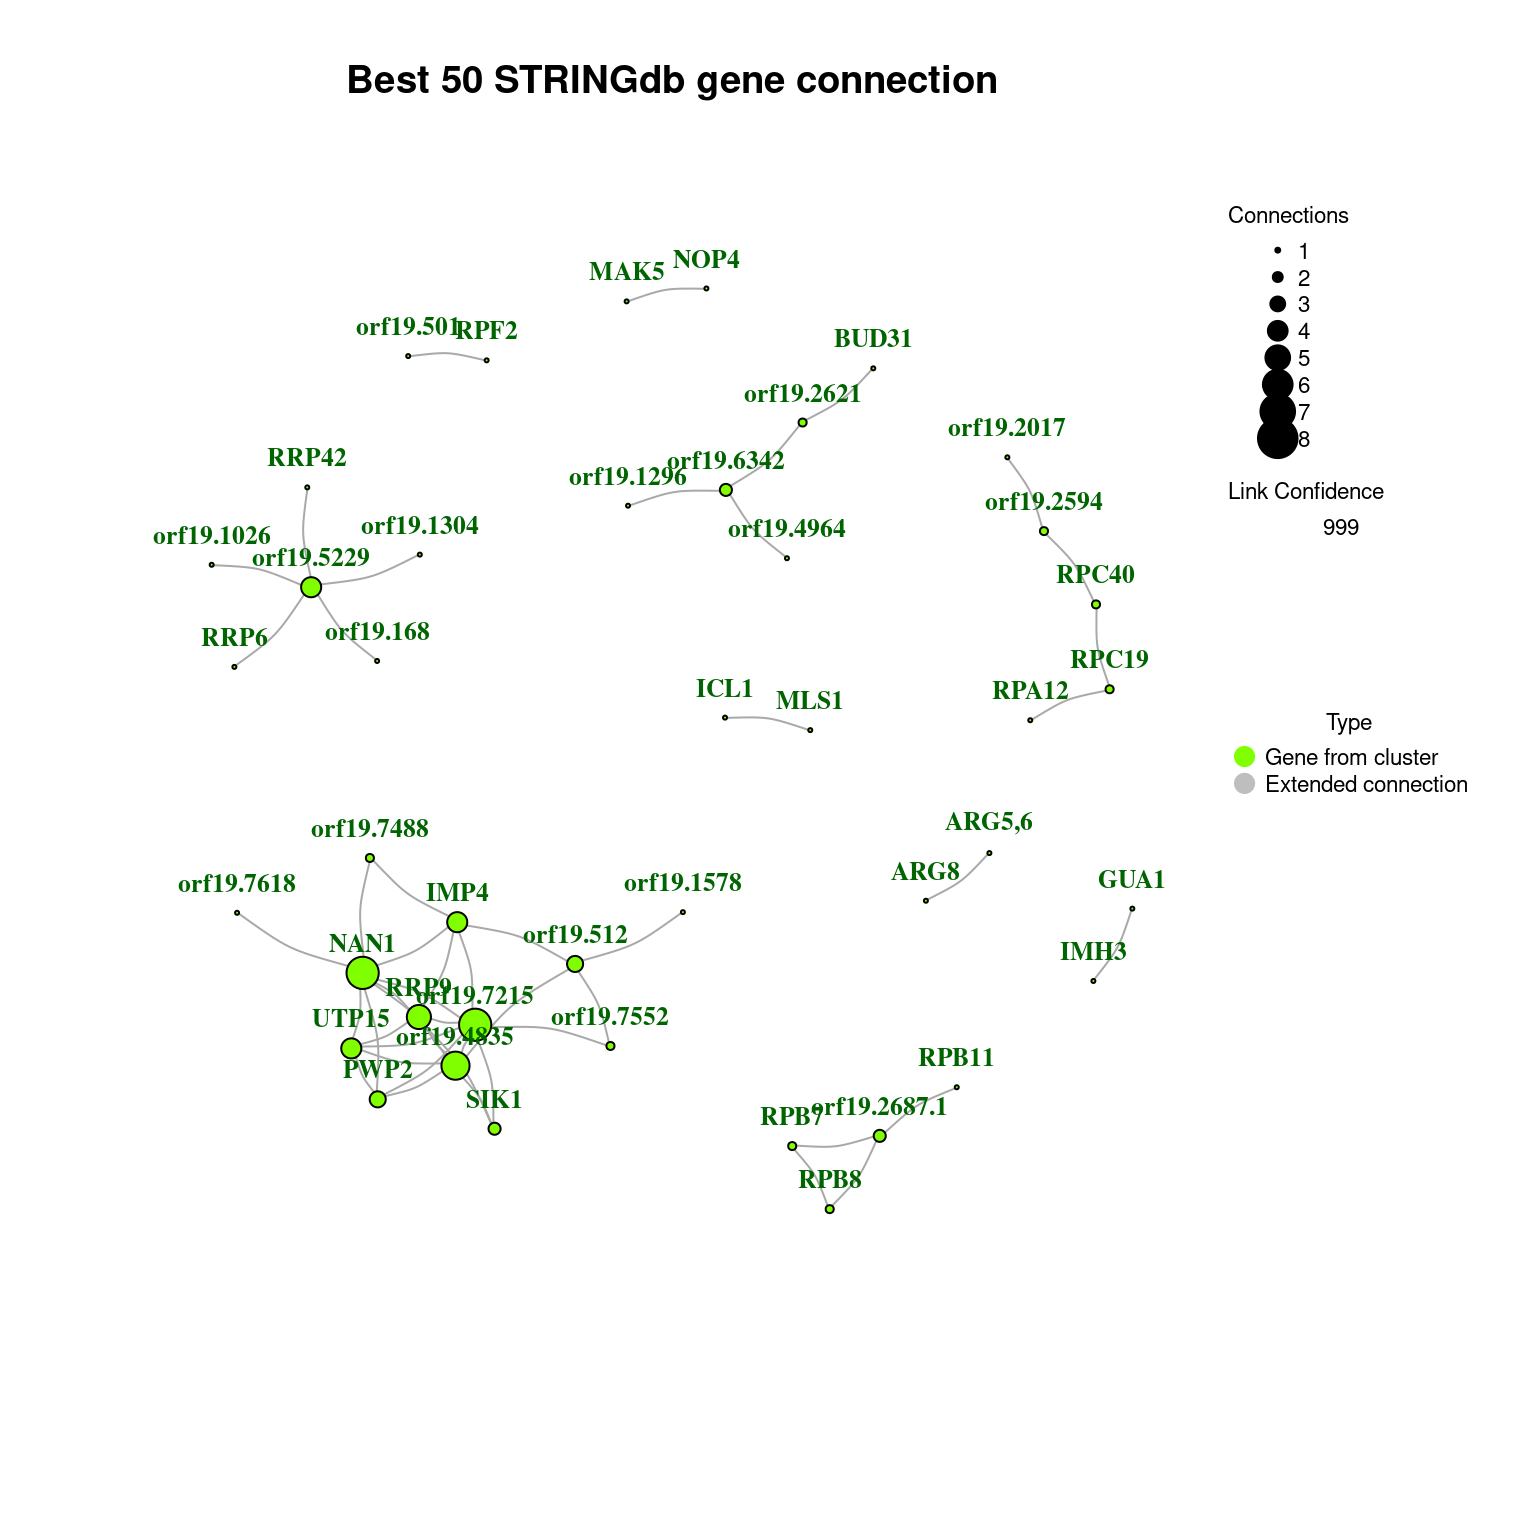 Best 50 STRINGdb gene connection
Connections
1
2
3
4
5
6
7
8
Link Confidence
999
Type
Gene from cluster
Extended connection
NOP4
MAK5
orf19.501
RPF2
BUD31
orf19.2621
orf19.6342
orf19.1296
orf19.4964
orf19.2017
orf19.2594
RPC40
RPC19
RPA12
RRP42
orf19.1304
orf19.1026
orf19.5229
RRP6
orf19.168
ICL1
MLS1
orf19.7488
orf19.7618
IMP4
orf19.1578
orf19.512
NAN1
RRP9
orf19.7215
UTP15
orf19.7552
orf19.4835
PWP2
SIK1
ARG5,6
ARG8
GUA1
IMH3
RPB11
orf19.2687.1
RPB7
RPB8